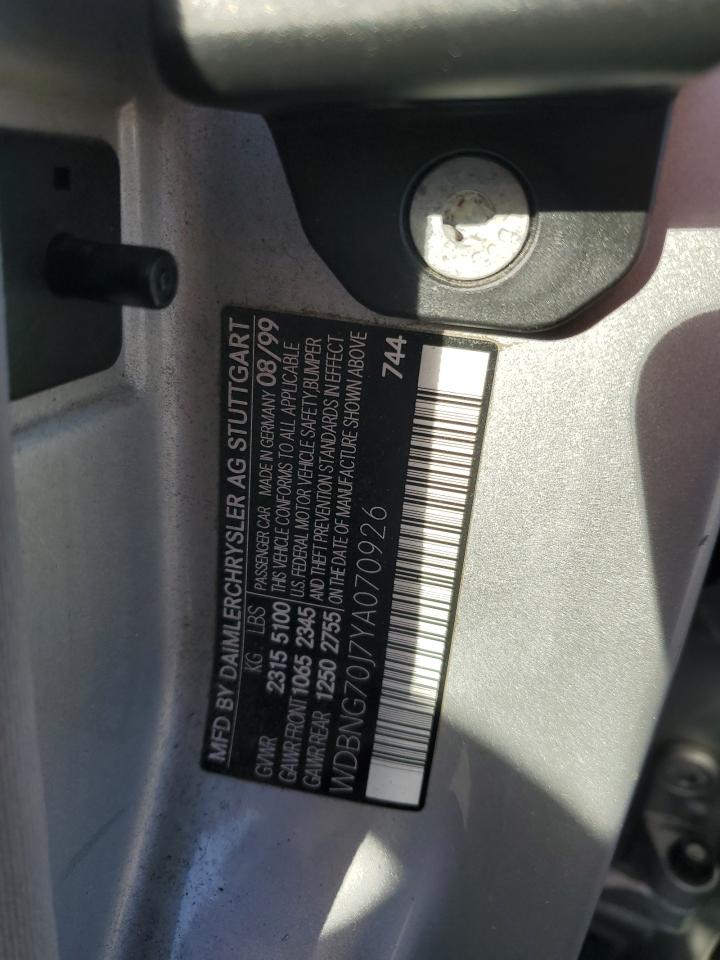 MFD BY DAIMLERCHRYSLER AG STUTTGART
KG LBS PASSENGER CAR MADE IN GERMANY 08/99
GVWR 2315 5100 THIS VEHICLE CONFORMS TO ALL APPLICABLE
GAWR FRONT 1065 2345 U.S. FEDERAL MOTOR VEHICLE SAFETY, BUMPER
GAWR REAR 1250 2755 AND THEFT PREVENTION STANDARDS IN EFFECT
ON THE DATE OF MANUFACTURE SHOWN ABOVE
WDBNG70J7YA070926 744